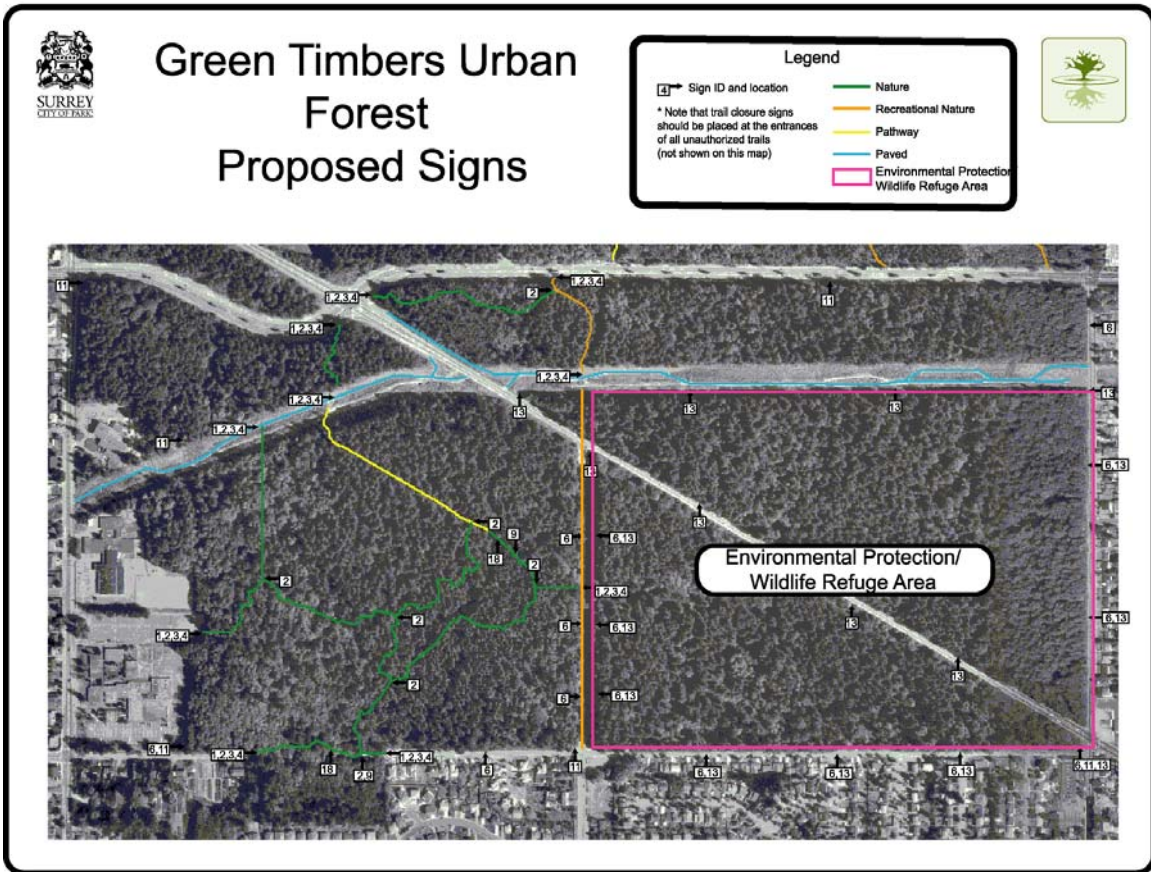 SURREY
CITY OF PARKS
Green Timbers Urban
Forest
Proposed Signs
Legend
4 Sign ID and location
* Note that trail closure signs
should be placed at the entrances
of all unauthorized trails
(not shown on this map)
Nature
Recreational Nature
Pathway
Paved
Environmental Protection
Wildlife Refuge Area
11
1,2,3,4
2
1,2,3,4
11
1,2,3,4
6
1,2,3,4
13
1,2,3,4
13
13
13
1,2,3,4
11
13
6,13
13
2
9
6
6,13
18
Environmental Protection/
Wildlife Refuge Area
2
2
1,2,3,4
13
2
6
6,13
6,13
1,2,3,4
13
2
6
6,13
6,11
1,2,3,4
18
2,9
1,2,3,4
6
11
6,13
6,13
6,13
6,11,13